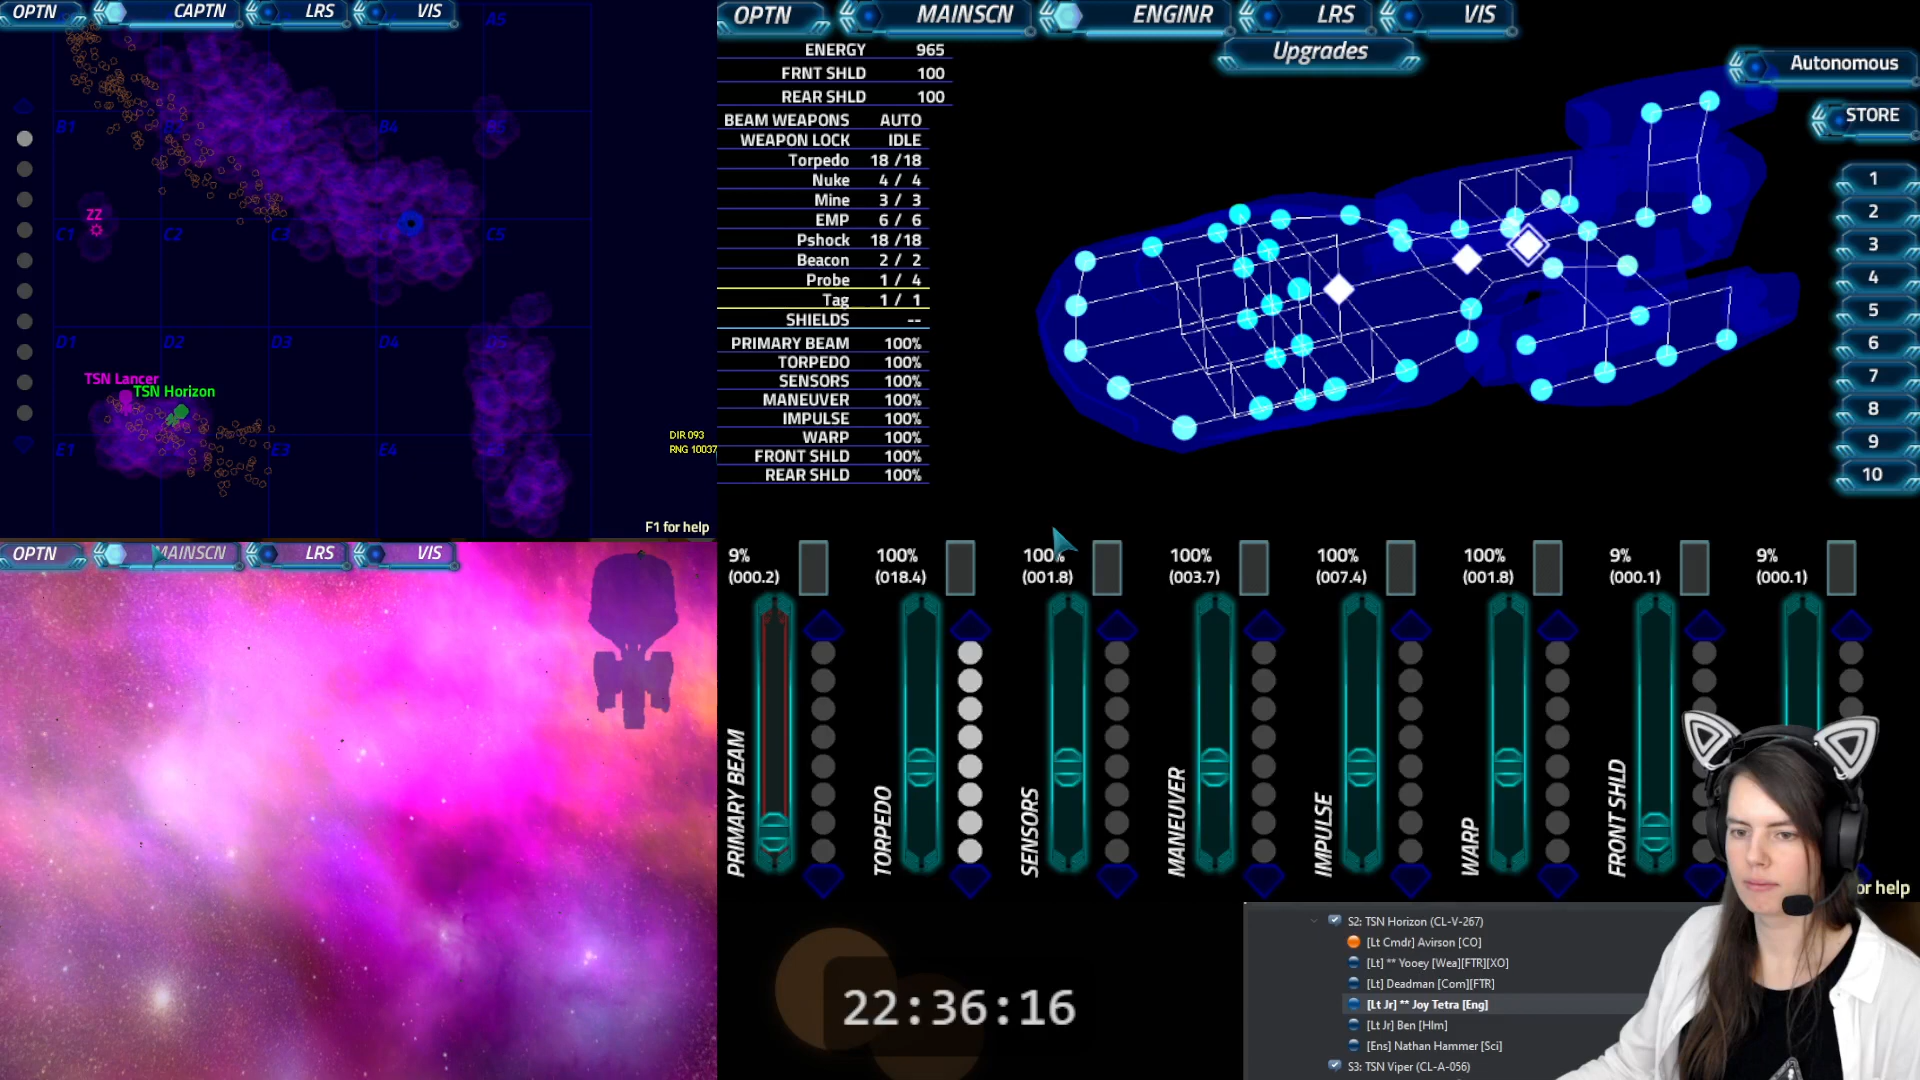 OPTN CAPTN LRS VIS
A5
B1 B4 B5
ZZ
C1 C2 C3 C5
D1 D2 D3 D4
TSN Lancer
TSN Horizon
E1 E3 E4
DIR 093
RNG 10037
F1 for help
OPTN MAINSCN ENGINR LRS VIS
Upgrades
Autonomous
STORE
1
2
3
4
5
6
7
8
9
10
ENERGY 965
FRNT SHLD 100
REAR SHLD 100
BEAM WEAPONS AUTO
WEAPON LOCK IDLE
Torpedo 18 /18
Nuke 4 / 4
Mine 3 / 3
EMP 6 / 6
Pshock 18 /18
Beacon 2 / 2
Probe 1 / 4
Tag 1 / 1
SHIELDS --
PRIMARY BEAM 100%
TORPEDO 100%
SENSORS 100%
MANEUVER 100%
IMPULSE 100%
WARP 100%
FRONT SHLD 100%
REAR SHLD 100%
9% 100% 100% 100% 100% 100% 9% 9%
(000.2) (018.4) (001.8) (003.7) (007.4) (001.8) (000.1) (000.1)
PRIMARY BEAM
TORPEDO
SENSORS
MANEUVER
IMPULSE
WARP
FRONT SHLD
or help
OPTN MAINSCN LRS VIS
22:36:16
S2: TSN Horizon (CL-V-267)
[Lt Cmdr] Avirson [CO]
[Lt] ** Yooey [Wea][FTR][XO]
[Lt] Deadman [Com][FTR]
[Lt Jr] ** Joy Tetra [Eng]
[Lt Jr] Ben [Hlm]
[Ens] Nathan Hammer [Sci]
S3: TSN Viper (CL-A-056)